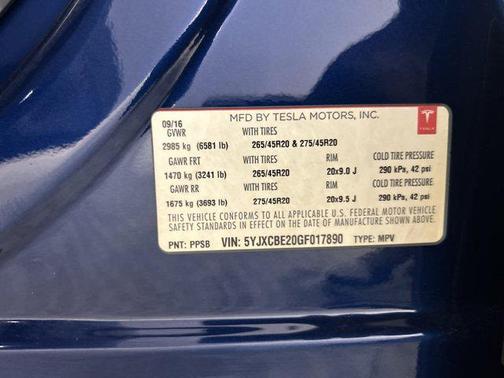 MFD BY TESLA MOTORS, INC.
09/16
GVWR WITH TIRES
2985 kg (6581 lb) 265/45R20 & 275/45R20
GAWR FRT WITH TIRES RIM COLD TIRE PRESSURE
1470 kg (3241 lb) 265/45R20 20x9.0 J 290 kPa, 42 psi
GAWR RR WITH TIRES RIM COLD TIRE PRESSURE
1675 kg (3693 lb) 275/45R20 20x9.5 J 290 kPa, 42 psi
THIS VEHICLE CONFORMS TO ALL APPLICABLE U.S. FEDERAL MOTOR VEHICLE
SAFETY STANDARDS IN EFFECT ON THE DATE OF MANUFACTURE SHOWN ABOVE.
PNT: PPSB VIN: 5YJXCBE20GF017890 TYPE: MPV
TESLA